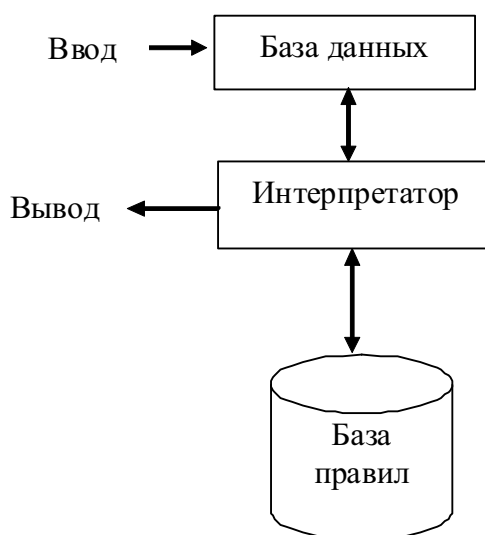 Ввод
База данных
Интерпретатор
Вывод
База
правил